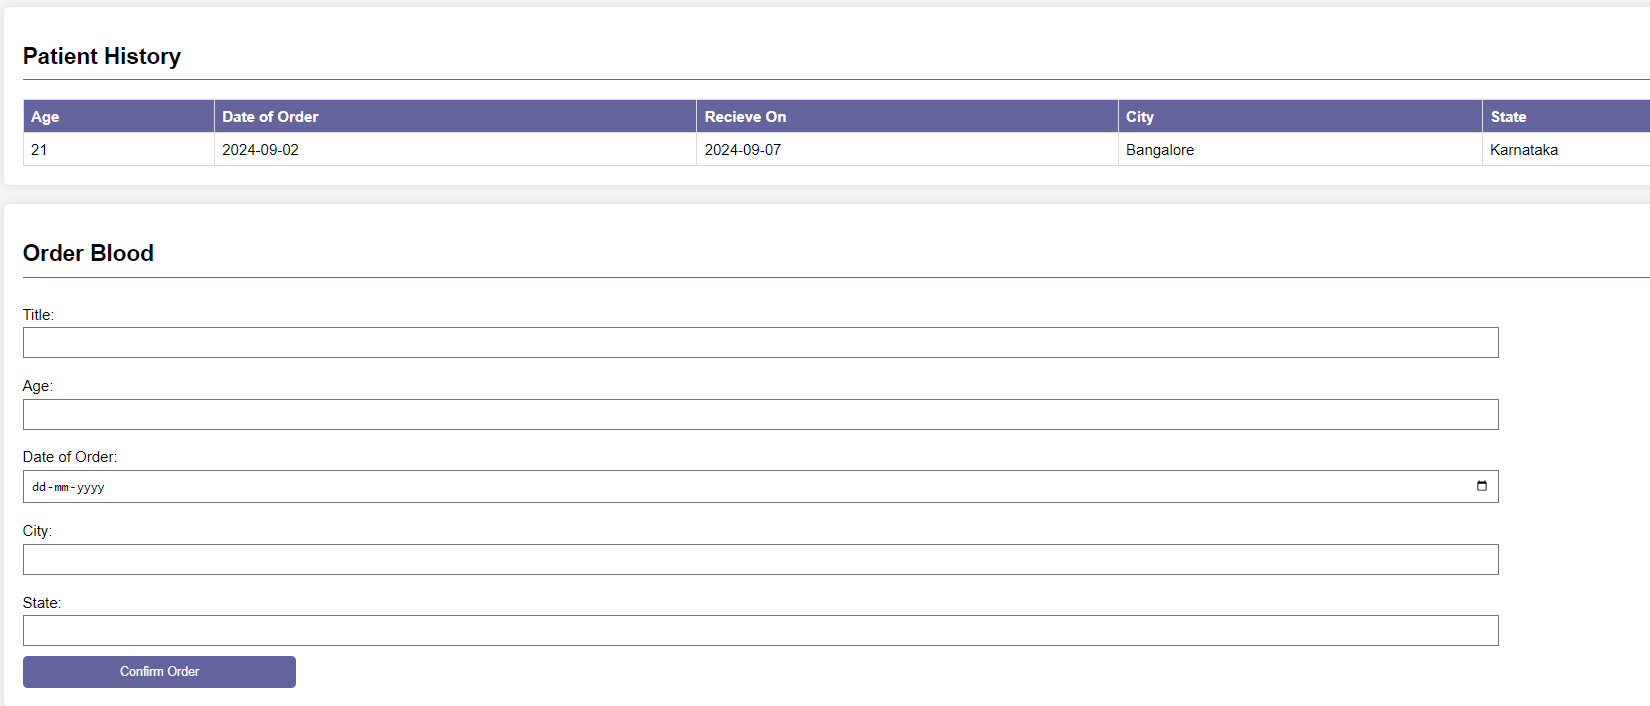 Patient History
Age Date of Order Recieve On City State
21 2024-09-02 2024-09-07 Bangalore Karnataka
Order Blood
Title:
Age:
Date of Order:
dd-mm-yyyy
City:
State:
Confirm Order